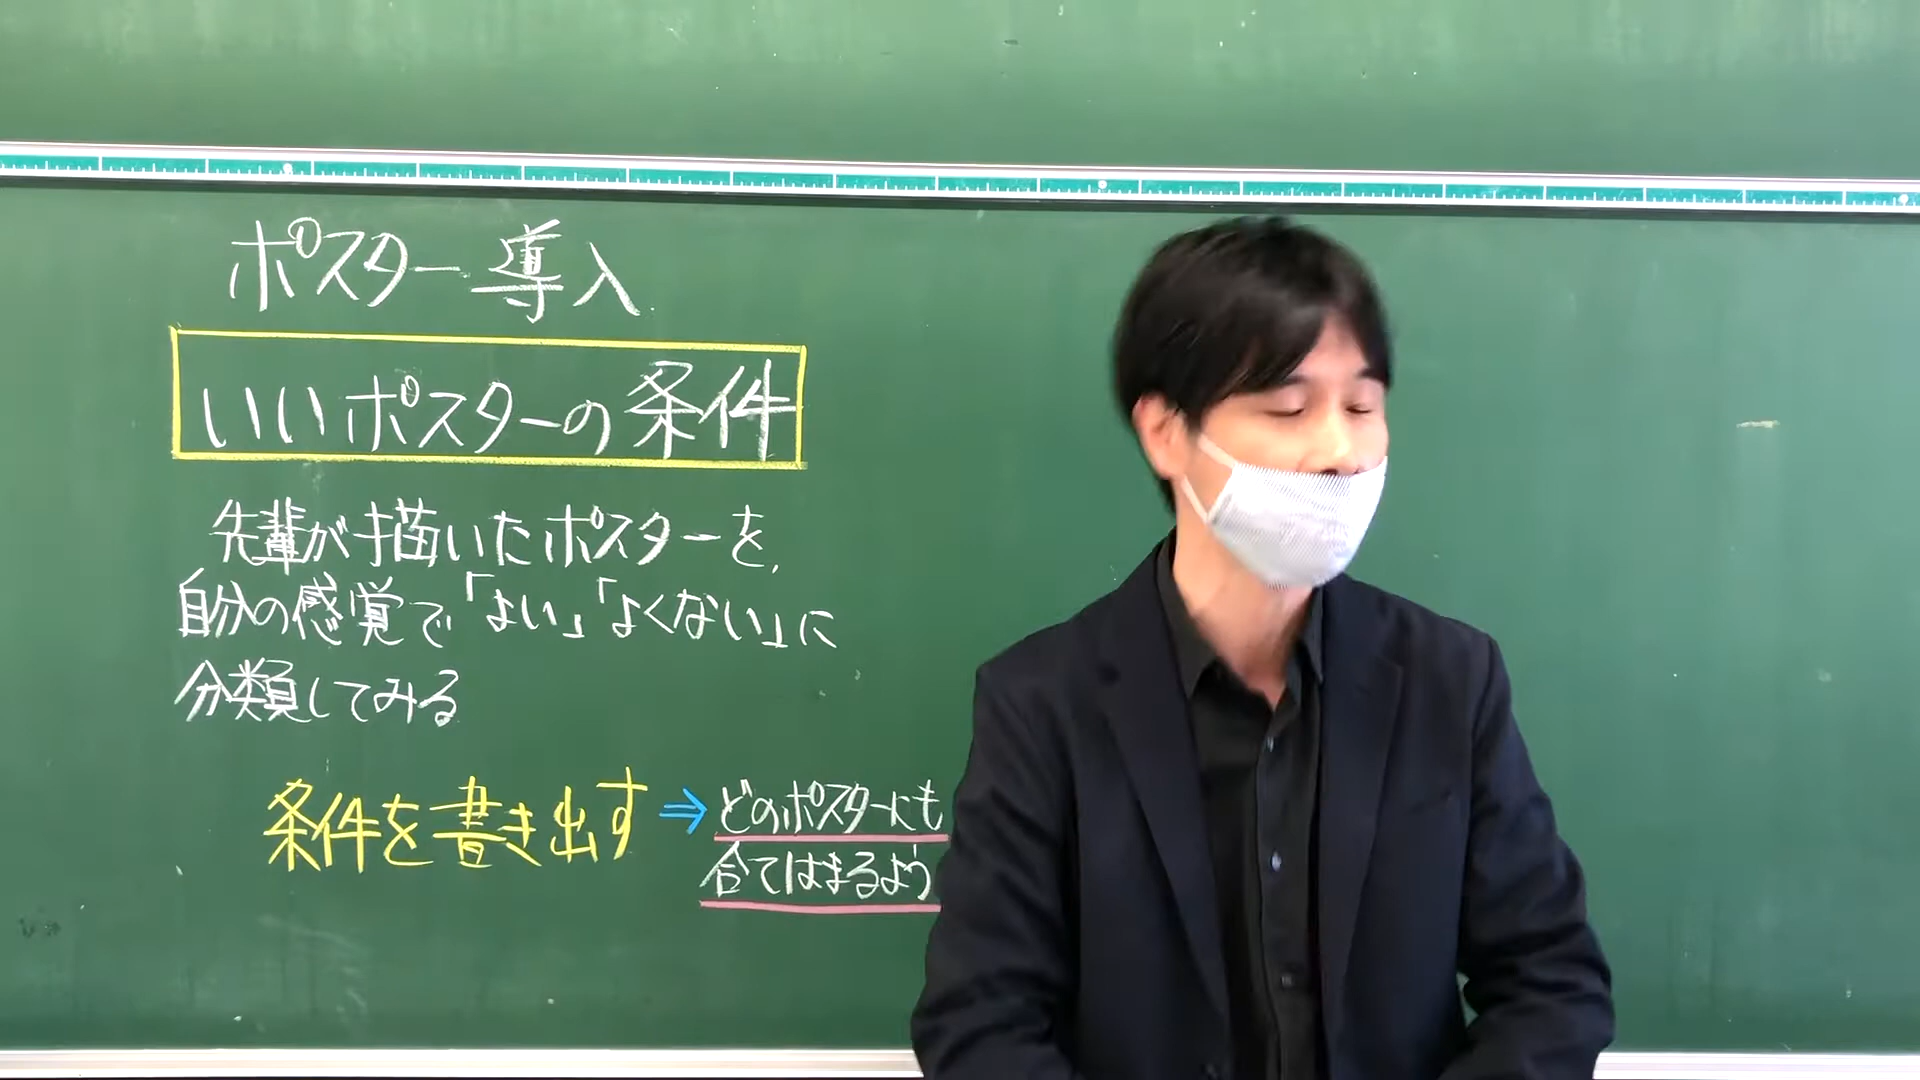 ポスター導入
いいポスターの条件
先輩が描いたポスターを、
自分の感覚で「よい」「よくない」に
分類してみる
条件を書き出す⇒どのポスターにも
合てはまるよう